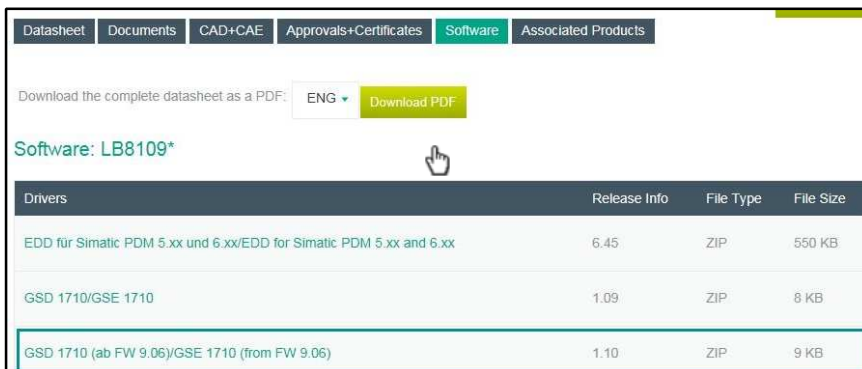 Datasheet Documents CAD+CAE Approvals+Certificates Software Associated Products
Download the complete datasheet as a PDF: ENG Download PDF
Software: LB8109*
Drivers Release Info File Type File Size
EDD für Simatic PDM 5.xx und 6.xx/EDD for Simatic PDM 5.xx and 6.xx 6.45 ZIP 550 KB
GSD 1710/GSE 1710 1.09 ZIP 8 KB
GSD 1710 (ab FW 9.06)/GSE 1710 (from FW 9.06) 1.10 ZIP 9 KB